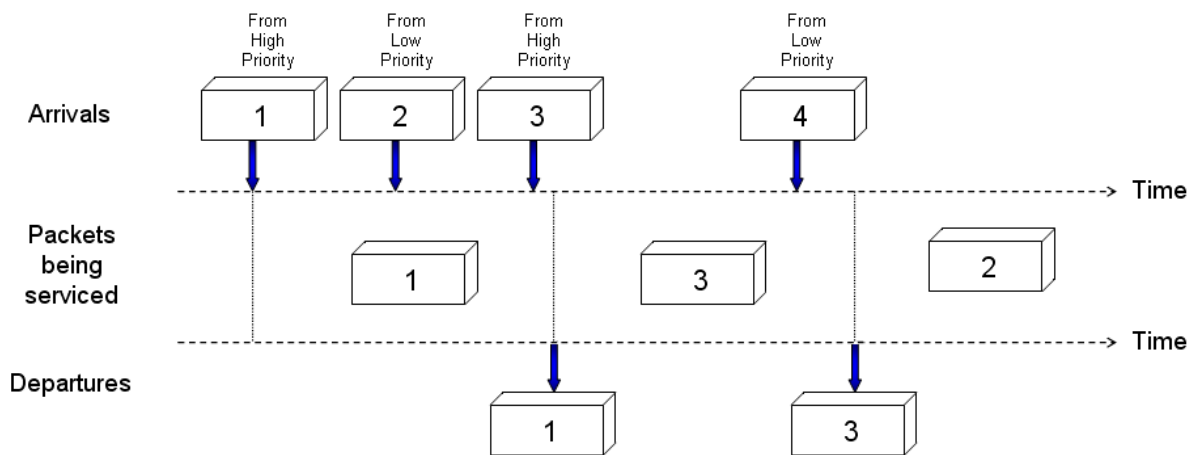 From
High
Priority
From
Low
Priority
From
High
Priority
From
Low
Priority
Arrivals
1
2
3
4
Time
Packets
being
serviced
1
3
2
Time
Departures
1
3